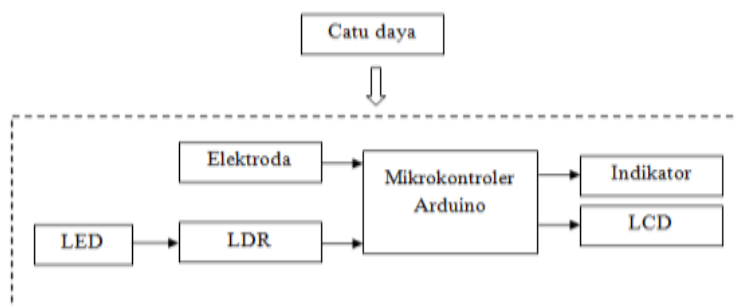 Catu daya
Elektroda
Mikrokontroler
Arduino
Indikator
LCD
LED
LDR